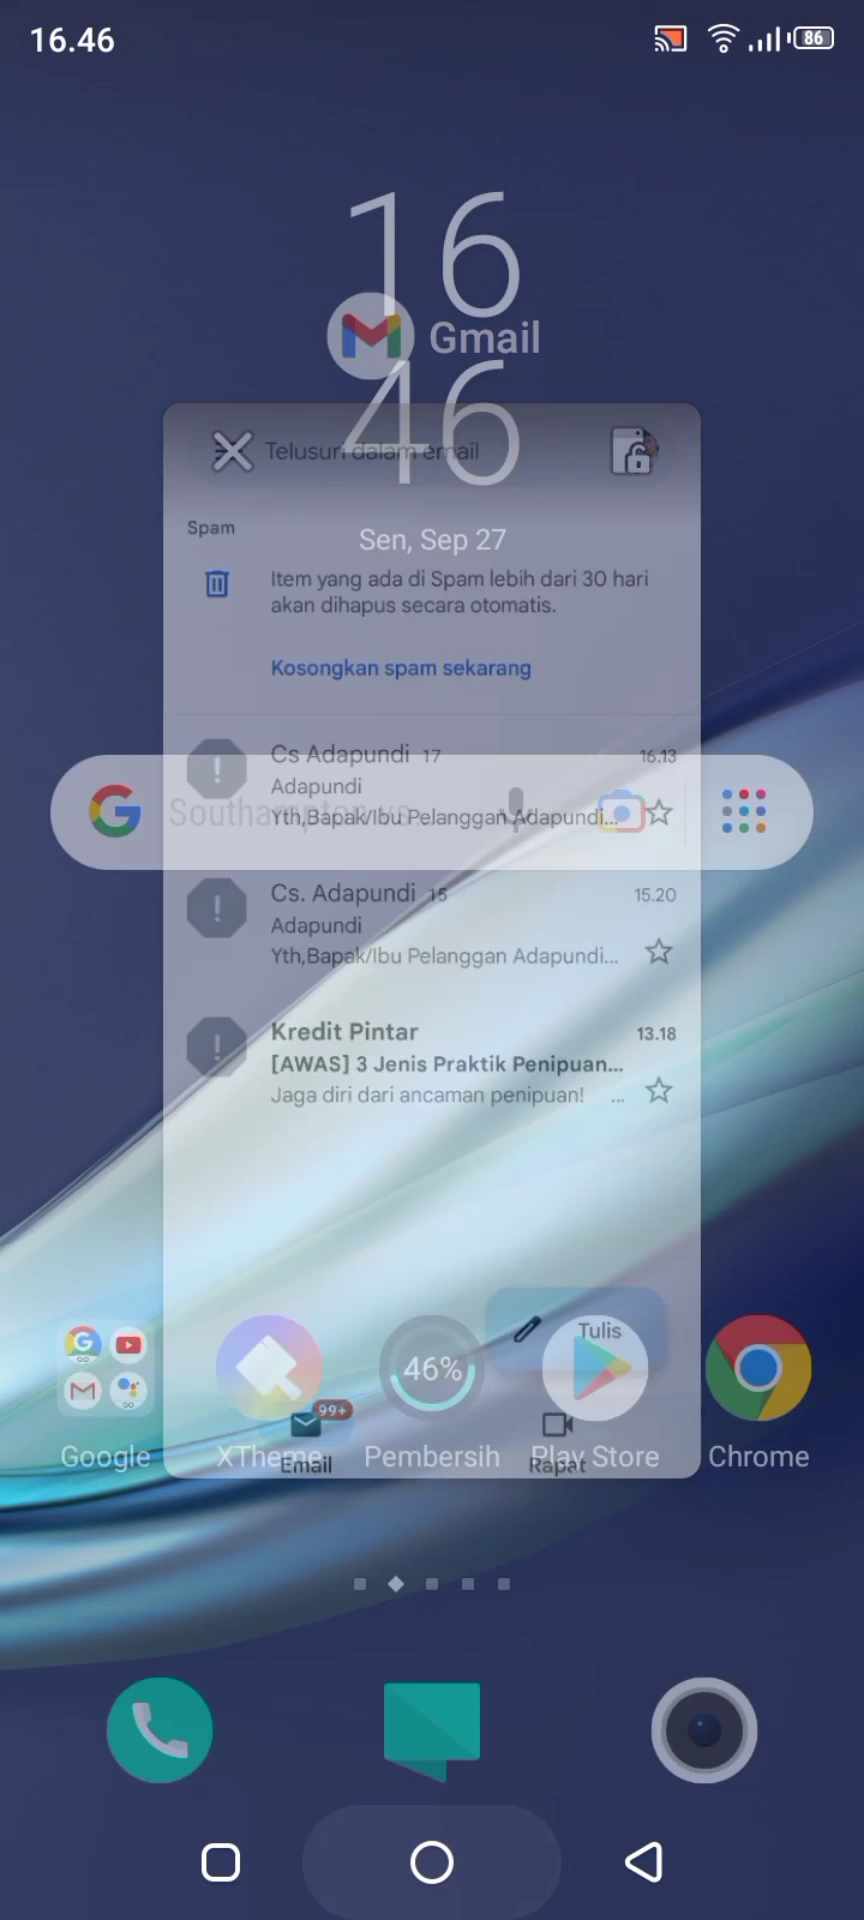 16.46
86
16
Gmail
46
Telusuri dalam email
Spam
Sen, Sep 27
Item yang ada di Spam lebih dari 30 hari
akan dihapus secara otomatis.
Kosongkan spam sekarang
Cs Adapundi 17
16.13
Adapundi
Southampton vs...
Yth,Bapak/Ibu Pelanggan Adapundi...
Cs. Adapundi 15
15.20
Adapundi
Yth,Bapak/Ibu Pelanggan Adapundi...
Kredit Pintar
13.18
[AWAS] 3 Jenis Praktik Penipuan...
Jaga diri dari ancaman penipuan! ...
Tulis
46%
99+
Google
XTheme
Pembersih
Play Store
Chrome
Email
Rapat